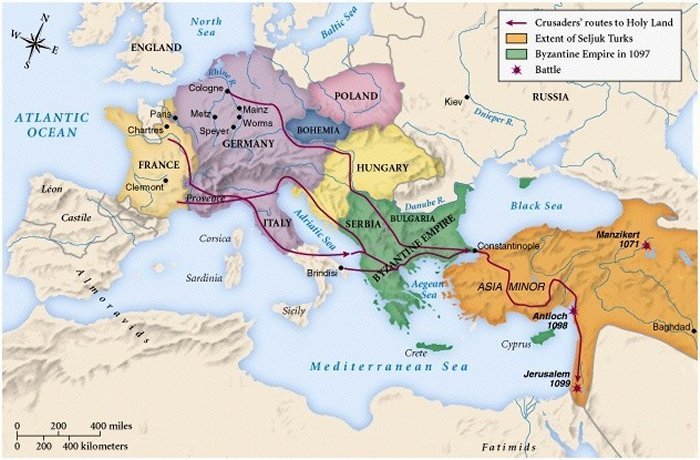 Crusaders' routes to Holy Land
Extent of Seljuk Turks
Byzantine Empire in 1097
Battle
N
W
E
S
North
Sea
Baltic Sea
ENGLAND
ATLANTIC
OCEAN
Rhine R.
Cologne
Mainz
Metz
Worms
Speyer
GERMANY
POLAND
BOHEMIA
Kiev
Dnieper R.
RUSSIA
Paris
Chartres
FRANCE
Clermont
Provence
HUNGARY
León
Castile
Corsica
Sardinia
ITALY
Adriatic Sea
SERBIA
BULGARIA
Danube R.
BYZANTINE EMPIRE
Black Sea
Constantinople
Manzikert
1071
Brindisi
Sicily
Aegean
Sea
ASIA MINOR
Antioch
1098
Baghdad
Almoravids
Crete
Cyprus
Mediterranean Sea
Jerusalem
1099
Fatimids
0 200 400 miles
0 200 400 kilometers